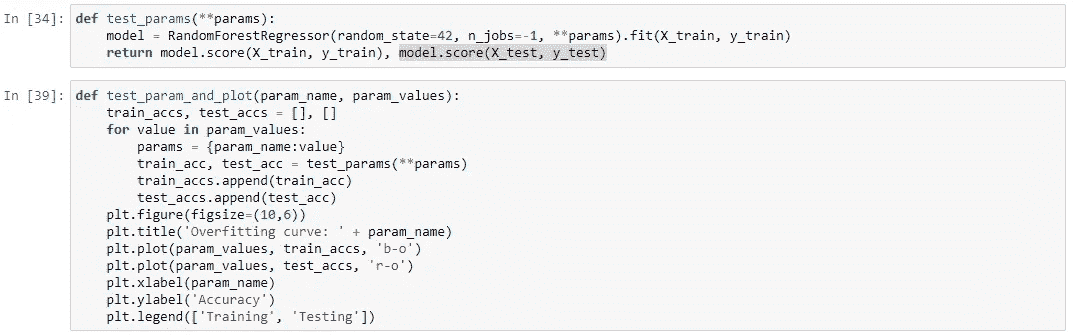 In [34]: def test_params(**params):
    model = RandomForestRegressor(random_state=42, n_jobs=-1, **params).fit(X_train, y_train)
    return model.score(X_train, y_train), model.score(X_test, y_test)
In [39]: def test_param_and_plot(param_name, param_values):
    train_accs, test_accs = [], []
    for value in param_values:
        params = {param_name:value}
        train_acc, test_acc = test_params(**params)
        train_accs.append(train_acc)
        test_accs.append(test_acc)
    plt.figure(figsize=(10,6))
    plt.title('Overfitting curve: ' + param_name)
    plt.plot(param_values, train_accs, 'b-o')
    plt.plot(param_values, test_accs, 'r-o')
    plt.xlabel(param_name)
    plt.ylabel('Accuracy')
    plt.legend(['Training', 'Testing'])